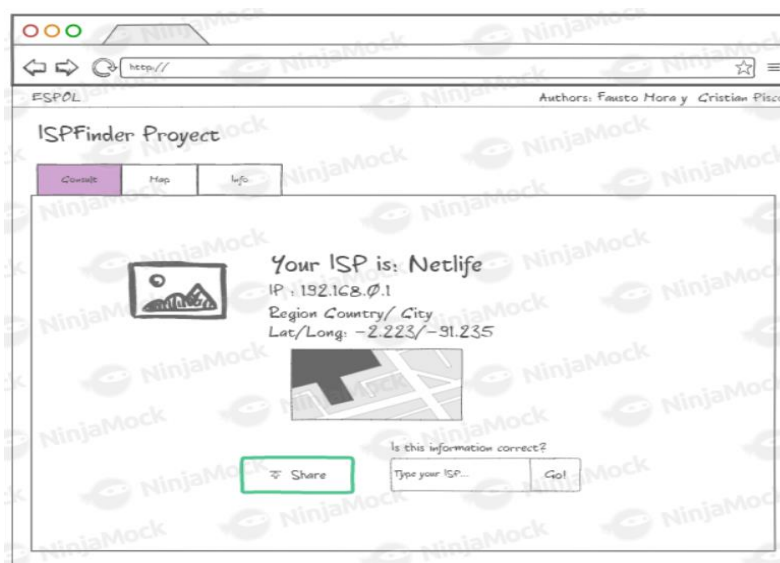 http://
ESPOL
Authors: Fausto Mora y Cristian Pisco
ISPFinder Proyect
Consult Map Info
Your ISP is: Netlife
IP : 192.168.0.1
Region Country/ City
Lat/Long: -2.223/-91.235
Is this information correct?
Share
Type your ISP... Go!
NinjaMock